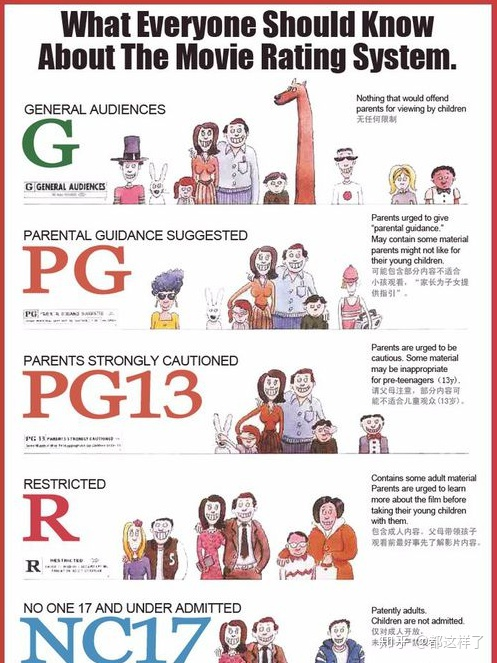 What Everyone Should Know
About The Movie Rating System.
GENERAL AUDIENCES
G
G GENERAL AUDIENCES
Nothing that would offend
parents for viewing by children
无任何限制
PARENTAL GUIDANCE SUGGESTED
PG
PG
Parents urged to give
"parental guidance."
May contain some material
parents might not like for
their young children.
可能包含部分内容不适合
小孩观看，“家长为子女提
供指引”。
PARENTS STRONGLY CAUTIONED
PG13
PG-13 PARENTS STRONGLY CAUTIONED
Parents are urged to be
cautious. Some material
may be inappropriate
for pre-teenagers (13y).
请父母注意，部分内容可
能不适合儿童观众(13岁)。
RESTRICTED
R
R RESTRICTED
S
Contains some adult material
Parents are urged to learn
more about the film before
taking their young children
with them.
包含成人内容，父母带领孩子
观看前最好事先了解影片内容。
NO ONE 17 AND UNDER ADMITTED
NC17
Patently adults.
Children are not admitted.
仅对成人开放,
知乎 @都这样了